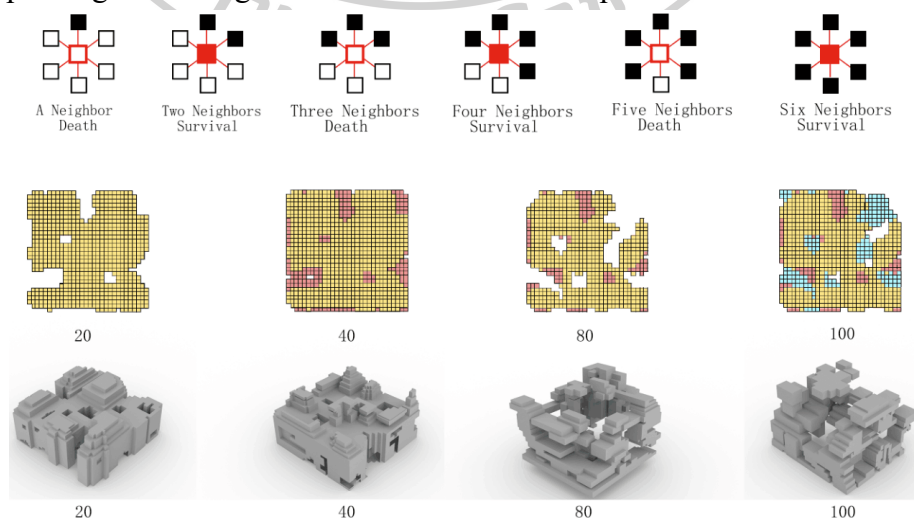 A Neighbor Death
Two Neighbors Survival
Three Neighbors Death
Four Neighbors Survival
Five Neighbors Death
Six Neighbors Survival
20 40 80 100
20 40 80 100